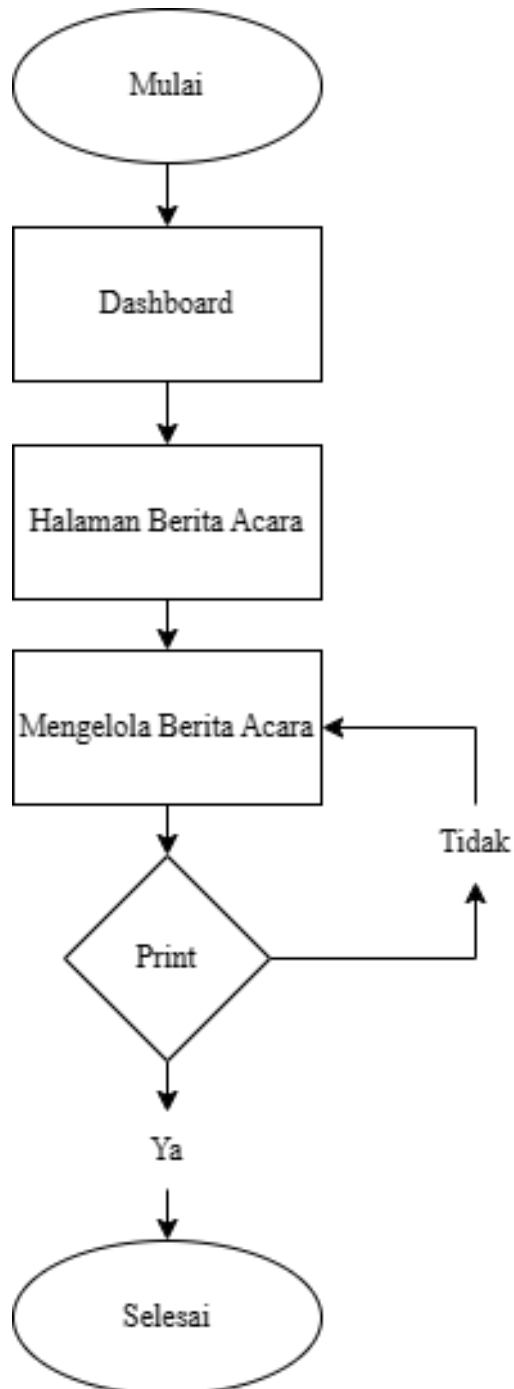 Mulai
Dashboard
Halaman Berita Acara
Mengelola Berita Acara
Tidak
Print
Ya
Selesai